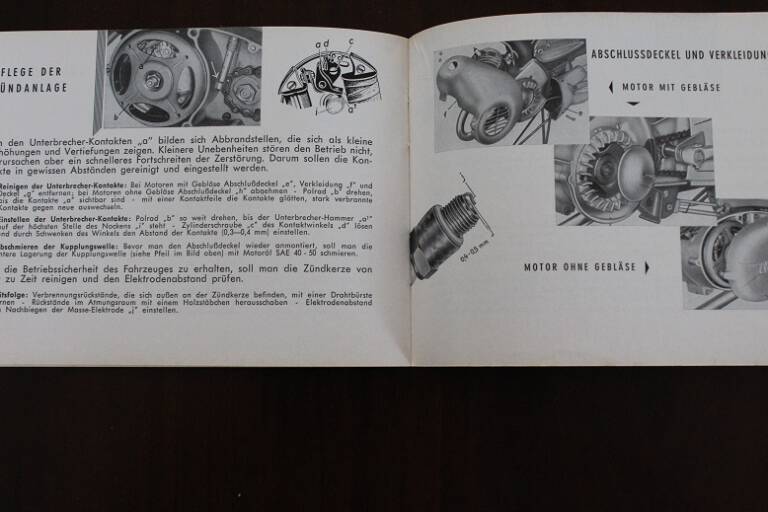 FLEGE DER
ÜNDANLAGE
a d c
a
n den Unterbrecher-Kontakten „a" bilden sich Abbrandstellen, die sich als kleine
höhungen und Vertiefungen zeigen. Kleinere Unebenheiten stören den Betrieb nicht,
rursachen aber ein schnelleres Fortschreiten der Zerstörung. Darum sollen die Kon-
kte in gewissen Abständen gereinigt und eingestellt werden.
Reinigen der Unterbrecher-Kontakte: Bei Motoren mit Gebläse Abschlußdeckel „e", Verkleidung „f" und
Deckel „g" entfernen; bei Motoren ohne Gebläse Abschlußdeckel „h" abnehmen - Polrad „b" drehen,
bis die Kontakte „a" sichtbar sind - mit einer Kontaktfeile die Kontakte glätten, stark verbrannte
Kontakte gegen neue auswechseln.
Einstellen der Unterbrecher-Kontakte: Polrad „b" so weit drehen, bis der Unterbrecher-Hammer „a¹"
auf der höchsten Stelle des Nockens „i" steht - Zylinderschraube „c" des Kontaktwinkels „d" lösen
und durch Schwenken des Winkels den Abstand der Kontakte (0,3—0,4 mm) einstellen.
bschmieren der Kupplungswelle: Bevor man den Abschlußdeckel wieder anmontiert, soll man die
ntere Lagerung der Kupplungswelle (siehe Pfeil im Bild oben) mit Motoröl SAE 40 - 50 schmieren.
die Betriebssicherheit des Fahrzeuges zu erhalten, soll man die Zündkerze von
zu Zeit reinigen und den Elektrodenabstand prüfen.
itsfolge: Verbrennungsrückstände, die sich außen an der Zündkerze befinden, mit einer Drahtbürste
rnen - Rückstände im Atmungsraum mit einem Holzstäbchen herausschaben - Elektrodenabstand
Nachbiegen der Masse-Elektrode „j" einstellen.
ABSCHLUSSDECKEL UND VERKLEIDUN
MOTOR MIT GEBLÄSE
0,4-0,5 mm
MOTOR OHNE GEBLÄSE